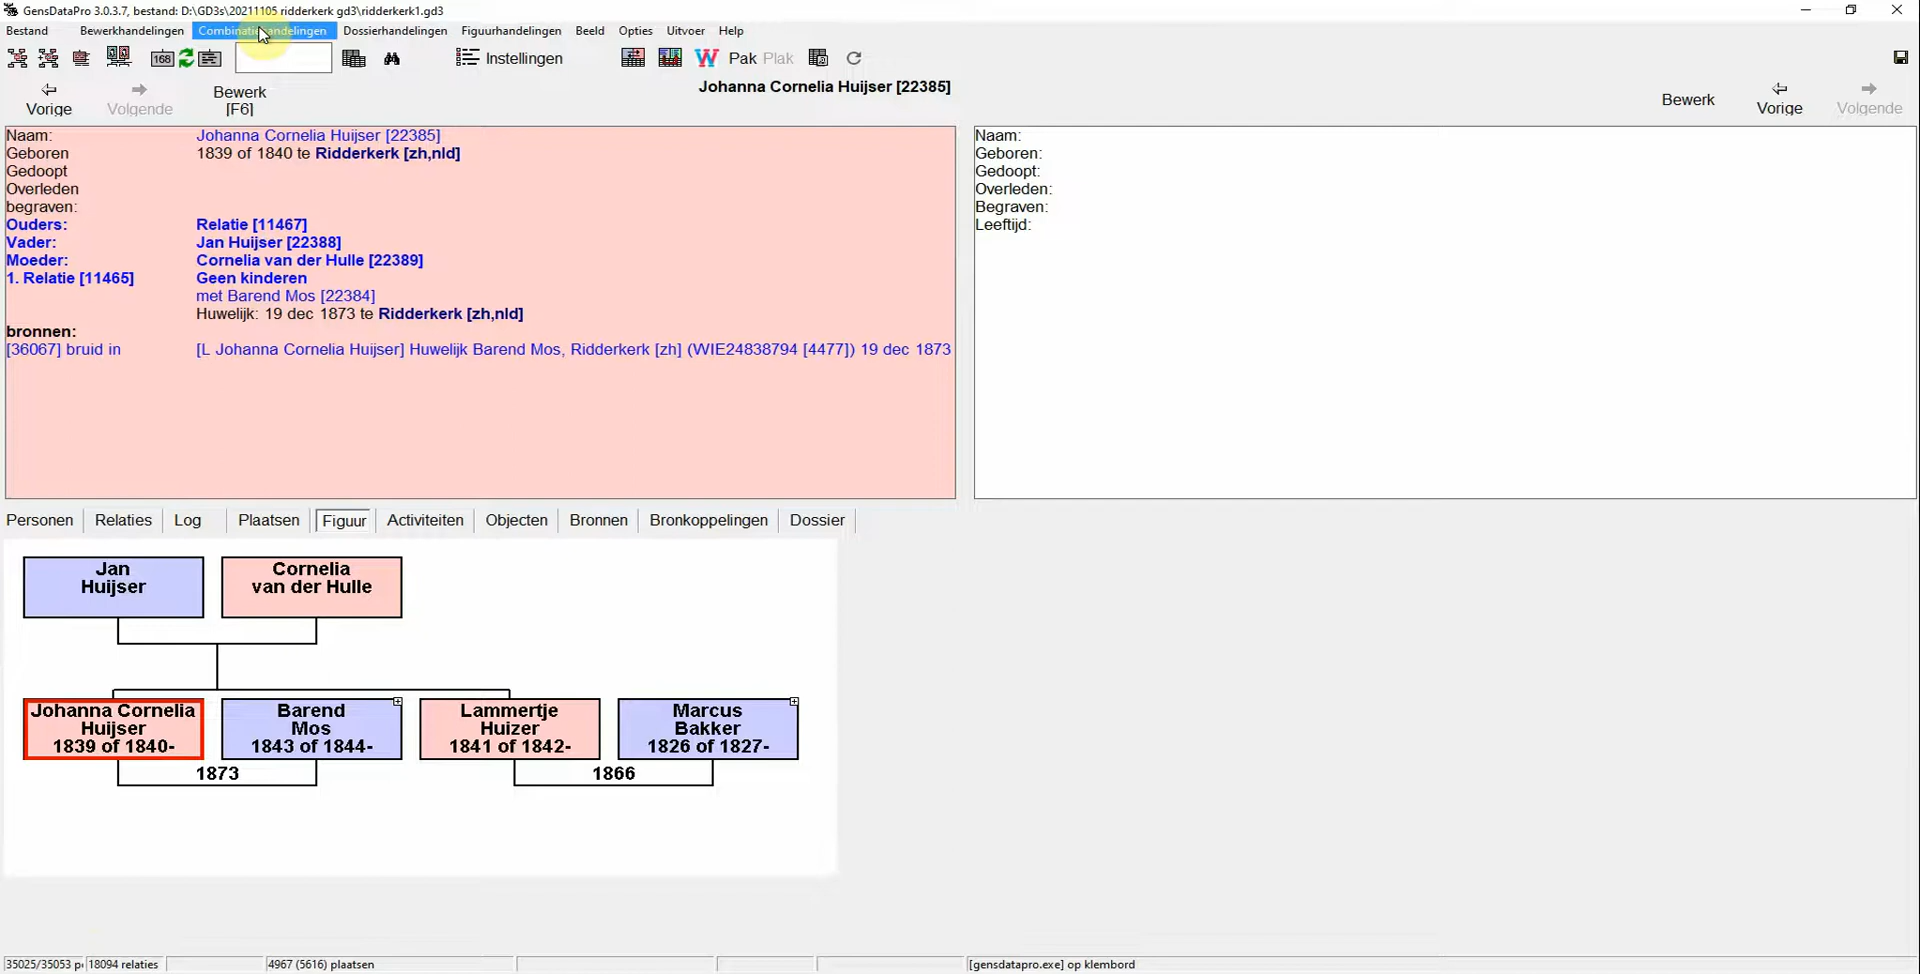 GensDataPro 3.0.3.7, bestand: D:\GD3s\20211105 ridderkerk gd3\ridderkerk1.gd3
Bestand Bewerkhandelingen Combinatiehandelingen Dossierhandelingen Figuurhandelingen Beeld Opties Uitvoer Help
168 Instellingen W Pak Plak
Vorige Volgende Bewerk [F6] Johanna Cornelia Huijser [22385] Bewerk Vorige Volgende
Naam: Johanna Cornelia Huijser [22385]
Geboren 1839 of 1840 te Ridderkerk [zh,nld]
Gedoopt
Overleden
begraven:
Ouders: Relatie [11467]
Vader: Jan Huijser [22388]
Moeder: Cornelia van der Hulle [22389]
1. Relatie [11465] Geen kinderen
met Barend Mos [22384]
Huwelijk: 19 dec 1873 te Ridderkerk [zh,nld]
bronnen:
[36067] bruid in [L Johanna Cornelia Huijser] Huwelijk Barend Mos, Ridderkerk [zh] (WIE24838794 [4477]) 19 dec 1873
Naam:
Geboren:
Gedoopt:
Overleden:
Begraven:
Leeftijd:
Personen Relaties Log Plaatsen Figuur Activiteiten Objecten Bronnen Bronkoppelingen Dossier
Jan
Huijser
Cornelia
van der Hulle
Johanna Cornelia
Huijser
1839 of 1840-
Barend
Mos
1843 of 1844-
Lammertje
Huizer
1841 of 1842-
Marcus
Bakker
1826 of 1827-
1873
1866
35025/35053 p 18094 relaties 4967 (5616) plaatsen [gensdatapro.exe] op klembord